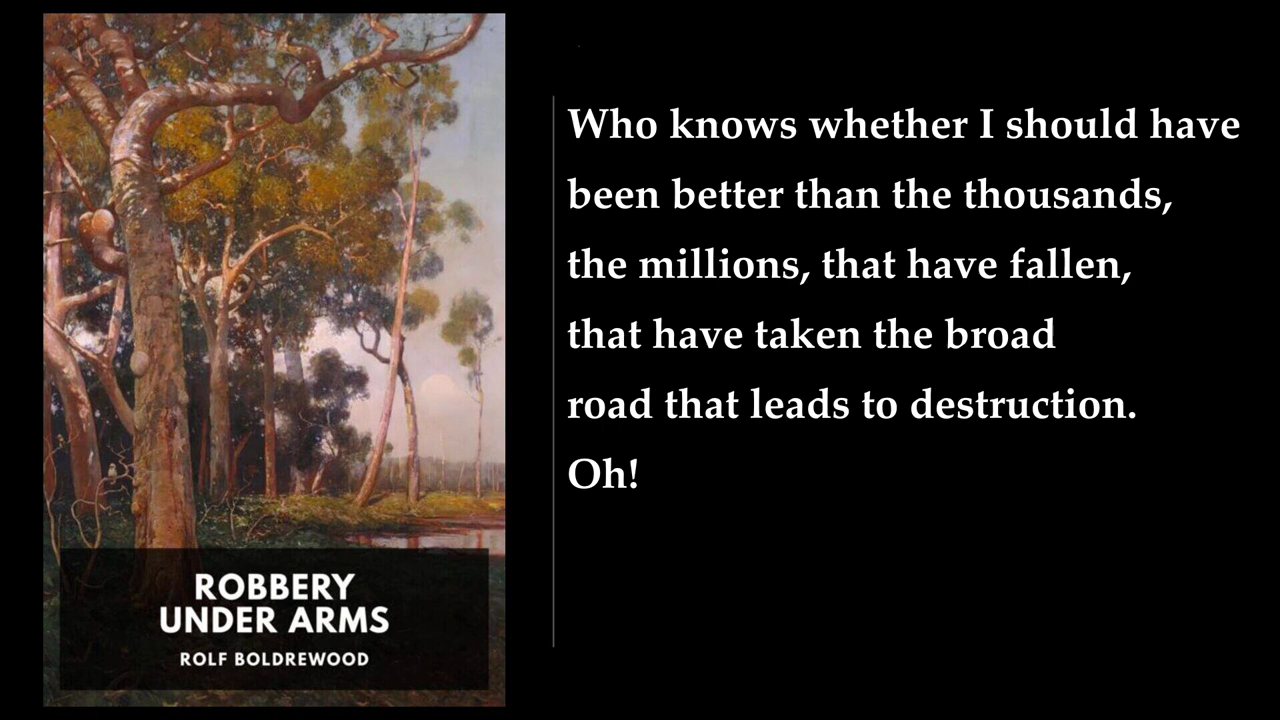 Who knows whether I should have
been better than the thousands,
the millions, that have fallen,
that have taken the broad
road that leads to destruction.
Oh!
ROBBERY
UNDER ARMS
ROLF BOLDREWOOD